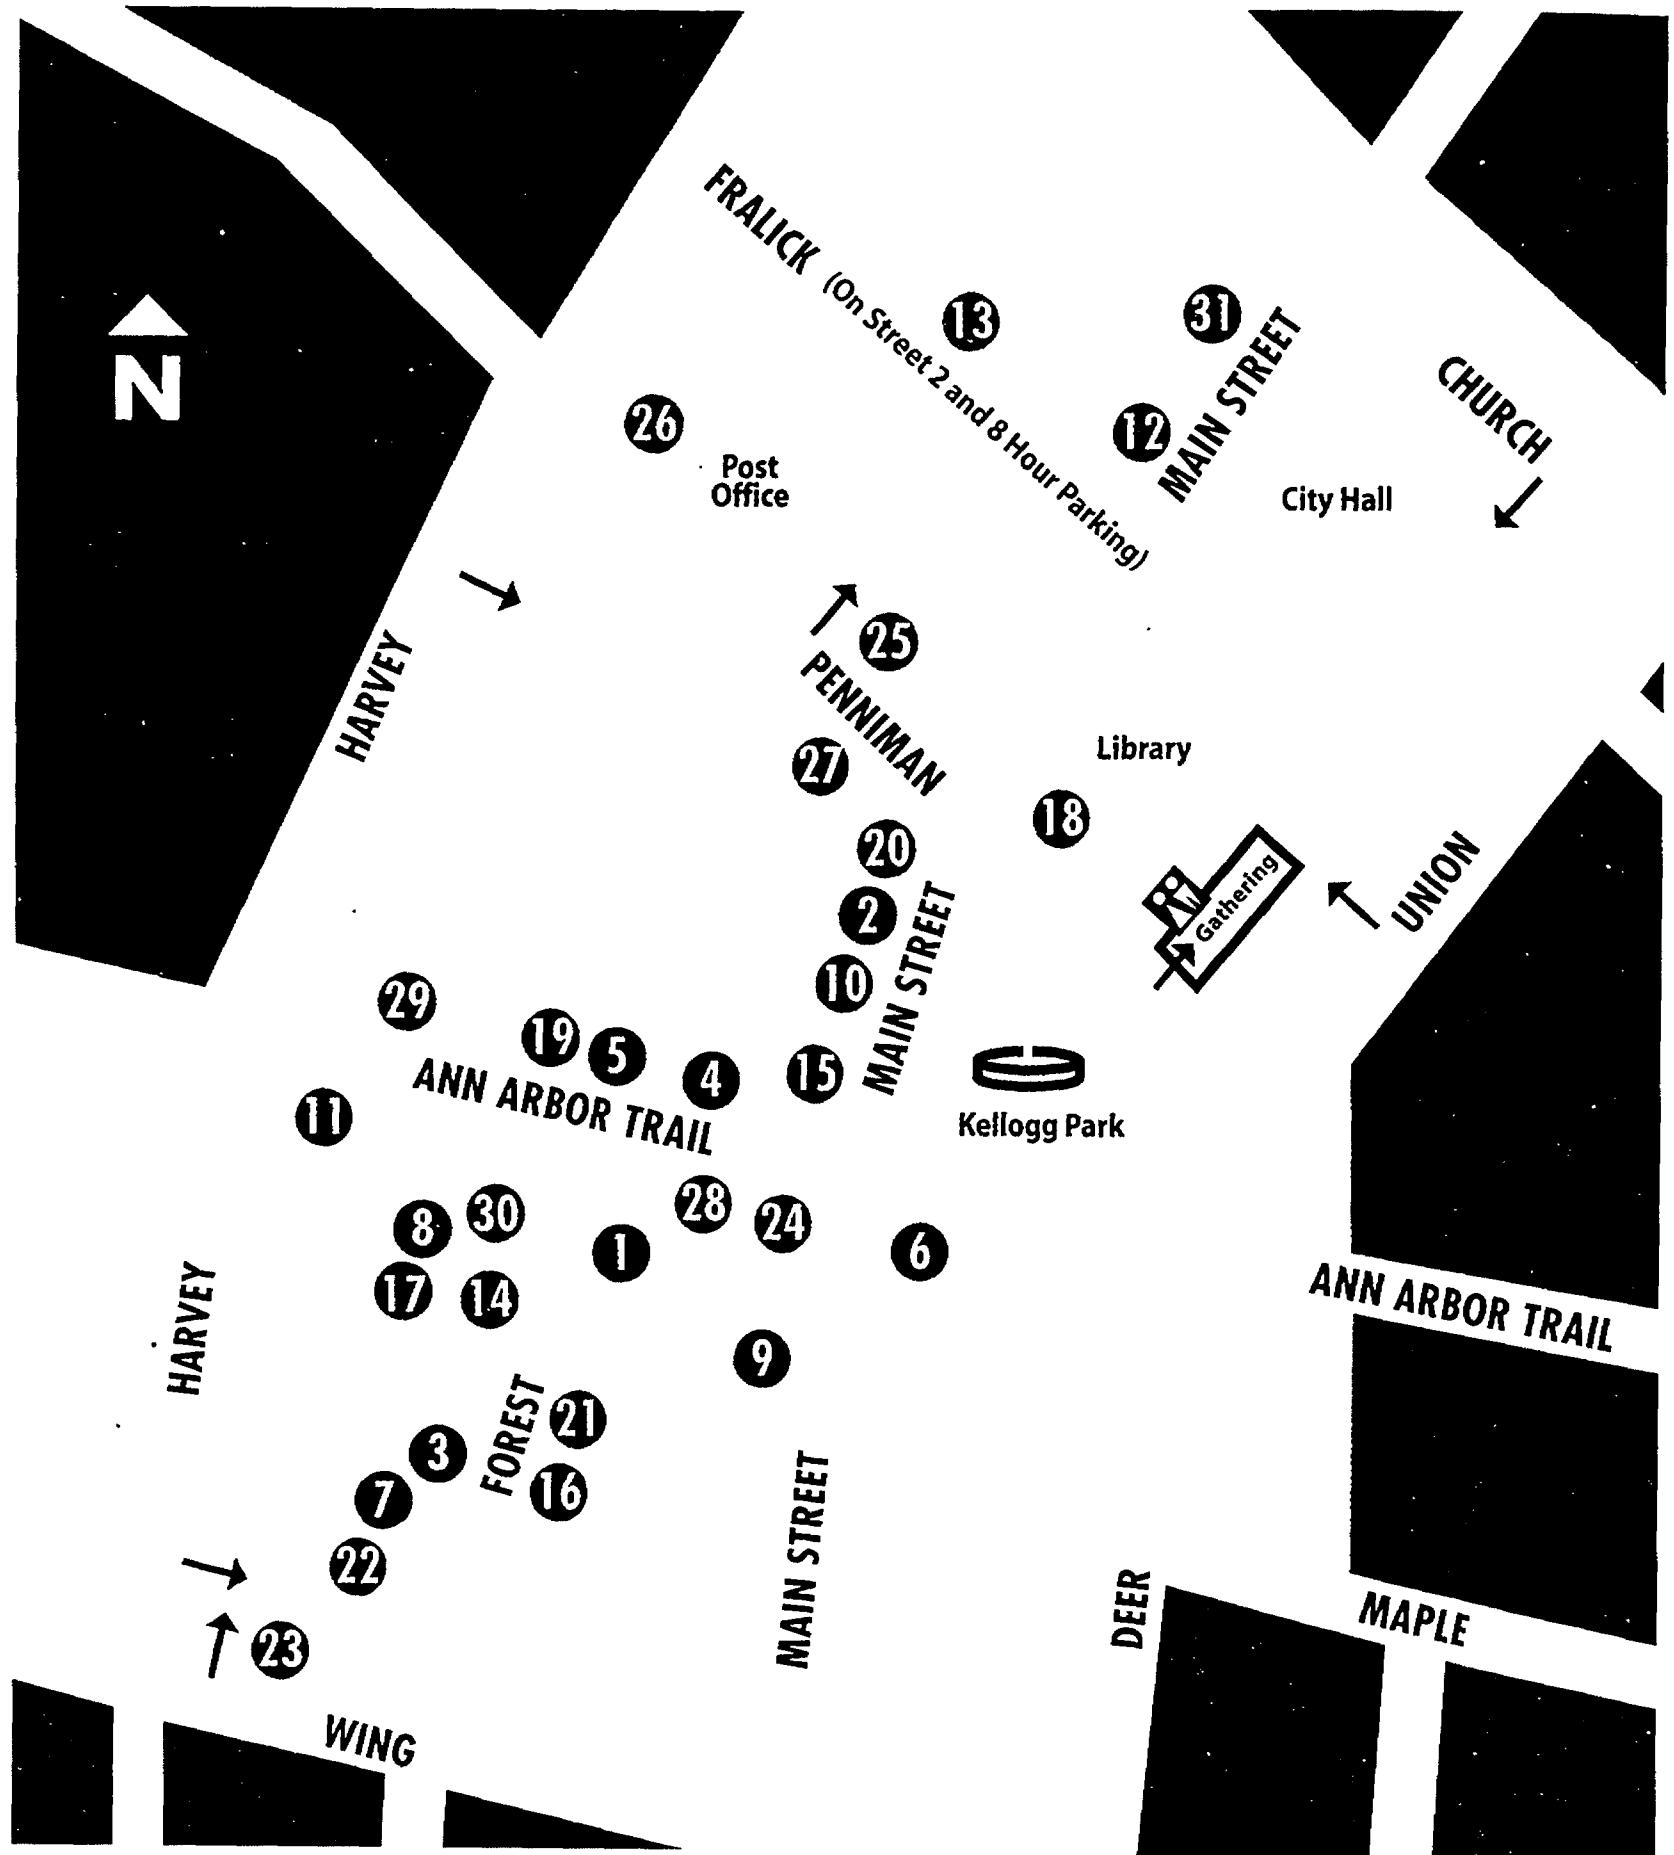 FRALICK (On Street 2 and 8 Hour Parking)
13
31
MAIN STREET
12
CHURCH
N
26
Post
Office
City Hall
25
PENNIMAN
HARVEY
Library
27
18
20
2
Gathering
UNION
10
MAIN STREET
29
19
5
4
15
ANN ARBOR TRAIL
11
Kellogg Park
28
30
8
24
1
6
17
14
HARVEY
ANN ARBOR TRAIL
9
21
FOREST
3
16
7
MAIN STREET
22
DEER
MAPLE
23
WING